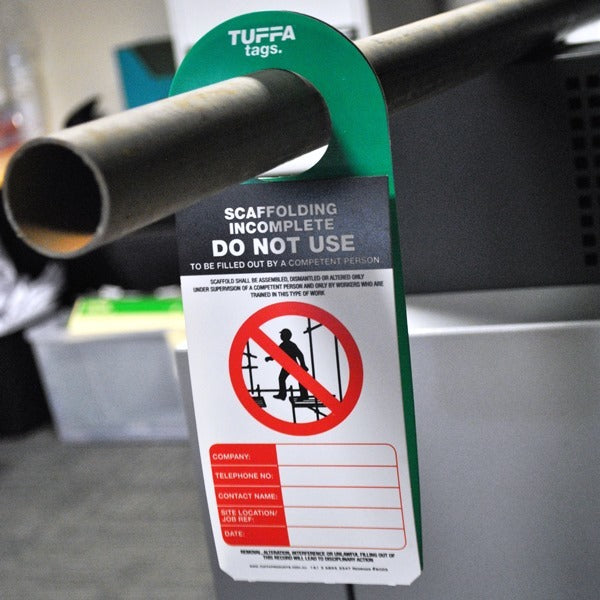 TUFFA
tags.
SCAFFOLDING
INCOMPLETE
DO NOT USE
TO BE FILLED OUT BY A COMPETENT PERSON
SCAFFOLD SHALL BE ASSEMBLED, DISMANTLED OR ALTERED ONLY
UNDER SUPERVISION OF A COMPETENT PERSON AND ONLY BY WORKERS WHO ARE
TRAINED IN THIS TYPE OF WORK
COMPANY:
TELEPHONE NO:
CONTACT NAME:
SITE LOCATION/
JOB REF:
DATE:
REMOVAL, ALTERATION, INTERFERENCE OR UNLAWFUL FILLING OUT OF
THIS RECORD WILL LEAD TO DISCIPLINARY ACTION